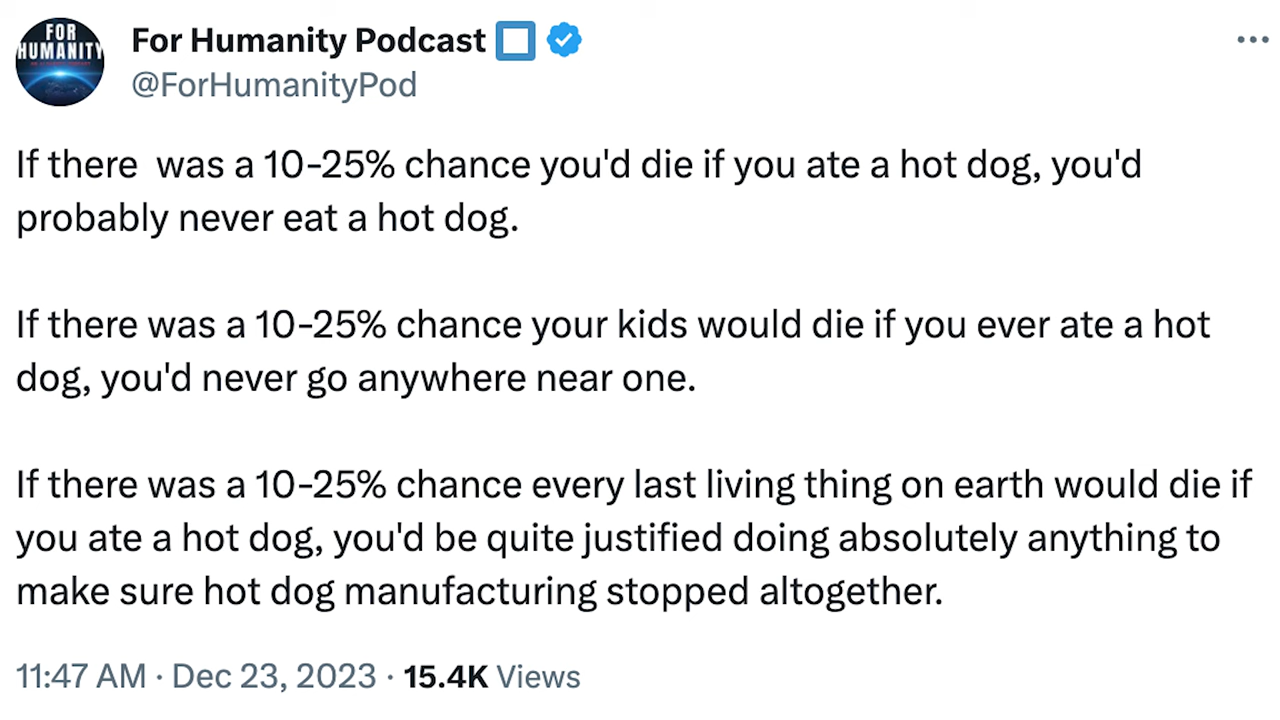 FOR
HUMANITY
For Humanity Podcast
@ForHumanityPod
If there  was a 10-25% chance you'd die if you ate a hot dog, you'd
probably never eat a hot dog.
If there was a 10-25% chance your kids would die if you ever ate a hot
dog, you'd never go anywhere near one.
If there was a 10-25% chance every last living thing on earth would die if
you ate a hot dog, you'd be quite justified doing absolutely anything to
make sure hot dog manufacturing stopped altogether.
11:47 AM · Dec 23, 2023 · 15.4K Views